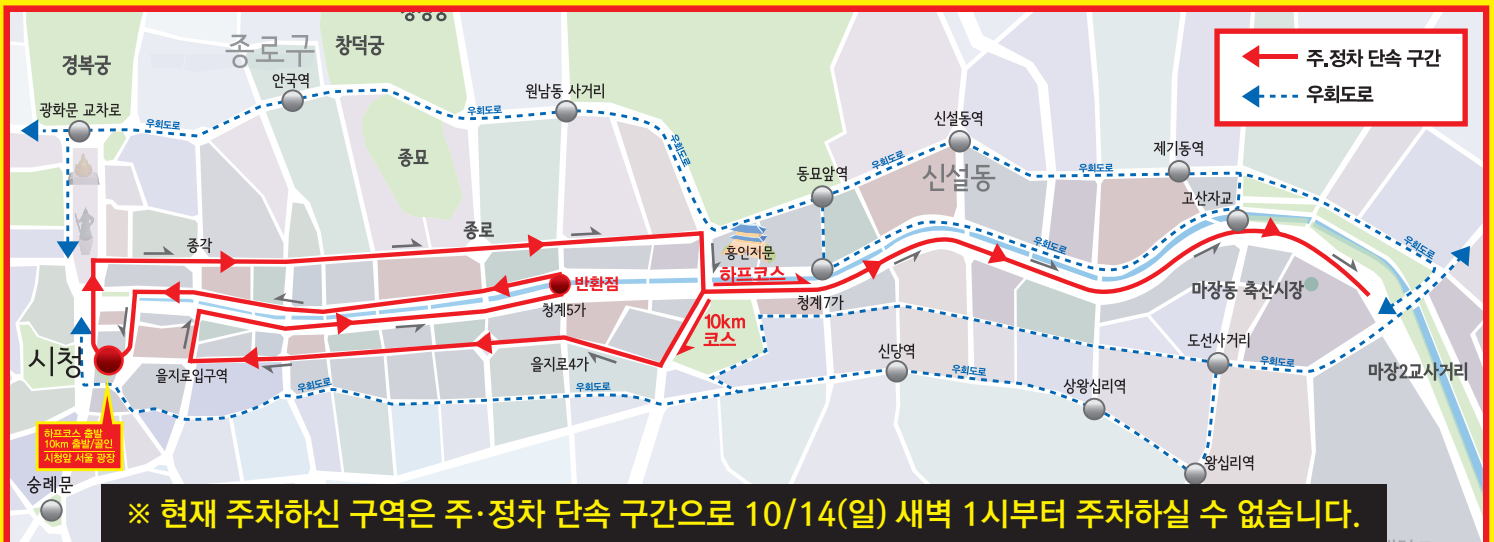 창경궁
종로구
창덕궁
경복궁
안국역
광화문 교차로
우회도로
원남동 사거리
우회도로
우회도로
종묘
주.정차 단속 구간
우회도로
신설동역
제기동역
우회도로
우회도로
동묘앞역
신설동
고산자교
종각
종로
흥인지문
우회도로
우회도로
하프코스
반환점
청계5가
청계7가
마장동 축산시장
10km
코스
시청
을지로입구역
을지로4가
신당역
도선사거리
우회도로
우회도로
우회도로
우회도로
상왕십리역
마장2교사거리
하프코스 출발
10km 출발/골인
시청앞 서울 광장
왕십리역
숭례문
※ 현재 주차하신 구역은 주·정차 단속 구간으로 10/14(일) 새벽 1시부터 주차하실 수 없습니다.